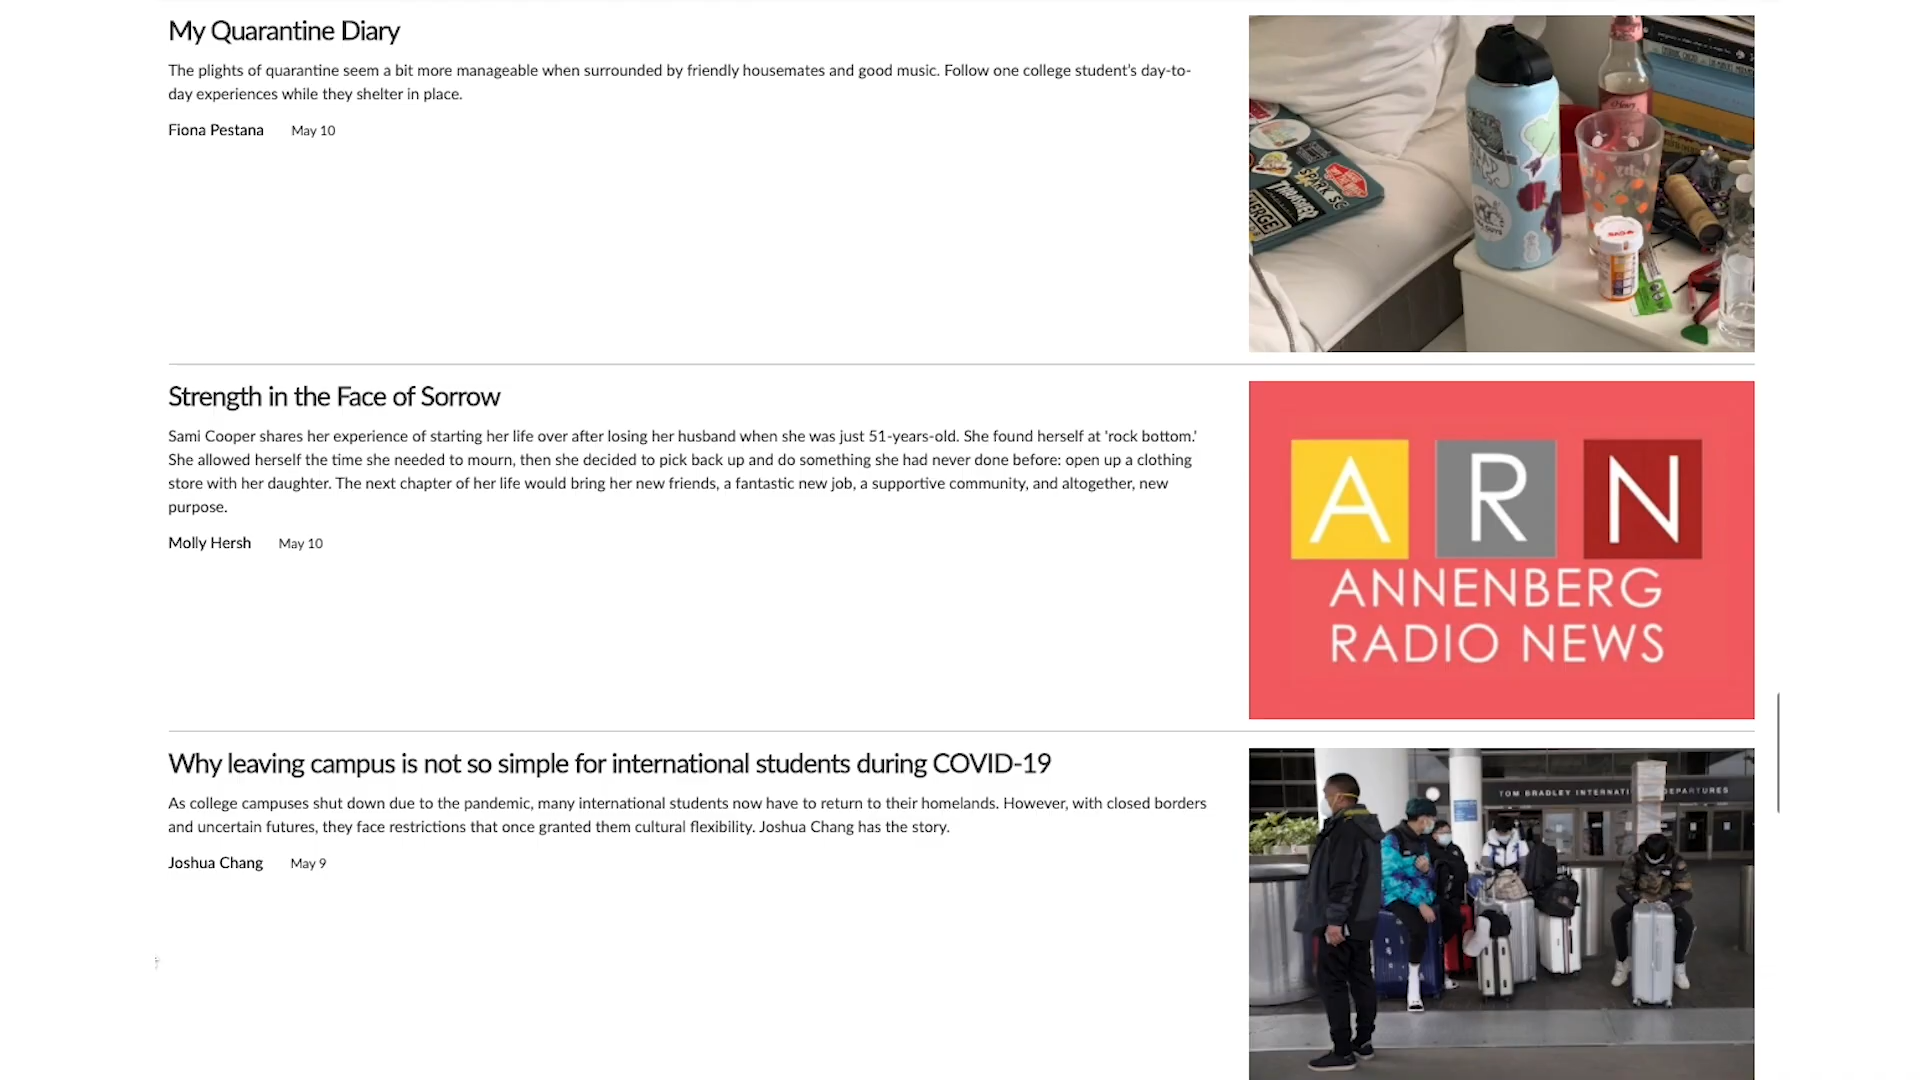 My Quarantine Diary
The plights of quarantine seem a bit more manageable when surrounded by friendly housemates and good music. Follow one college student's day-to-
day experiences while they shelter in place.
Fiona Pestana May 10
SPARK SC
THRASHER
MERGE
Strength in the Face of Sorrow
Sami Cooper shares her experience of starting her life over after losing her husband when she was just 51-years-old. She found herself at 'rock bottom.'
She allowed herself the time she needed to mourn, then she decided to pick back up and do something she had never done before: open up a clothing
store with her daughter. The next chapter of her life would bring her new friends, a fantastic new job, a supportive community, and altogether, new
purpose.
Molly Hersh May 10
A R N
ANNENBERG
RADIO NEWS
Why leaving campus is not so simple for international students during COVID-19
As college campuses shut down due to the pandemic, many international students now have to return to their homelands. However, with closed borders
and uncertain futures, they face restrictions that once granted them cultural flexibility. Joshua Chang has the story.
Joshua Chang May 9
TOM BRADLEY INTERNATI DEPARTURES